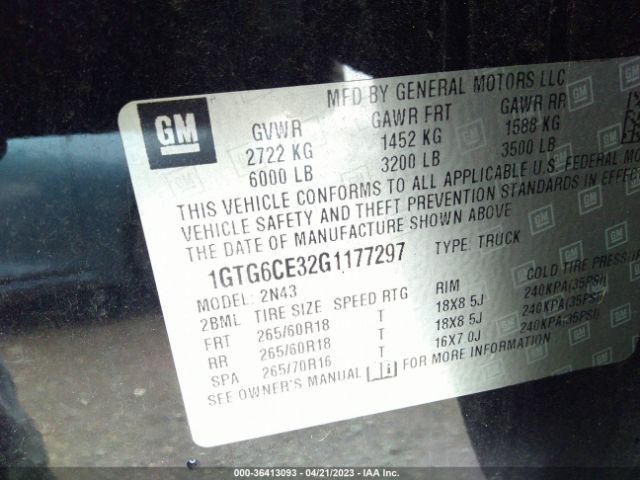 MFD BY GENERAL MOTORS LLC
GM
GVWR GAWR FRT GAWR RR
2722 KG 1452 KG 1588 KG
6000 LB 3200 LB 3500 LB
THIS VEHICLE CONFORMS TO ALL APPLICABLE U.S. FEDERAL
VEHICLE SAFETY AND THEFT PREVENTION STANDARDS IN EFFECT
THE DATE OF MANUFACTURE SHOWN ABOVE
1GTG6CE32G1177297 TYPE: TRUCK
MODEL: 2N43
2BML TIRE SIZE SPEED RTG RIM COLD TIRE PRESSU
FRT 265/60R18 T 18X8.5J 240KPA(35PSI)
RR 265/60R18 T 18X8.5J 240KPA(35PSI)
SPA 265/70R16 T 16X7.0J 240KPA(35PSI)
SEE OWNER'S MANUAL FOR MORE INFORMATION
000-36413093 - 04/21/2023 - IAA Inc.